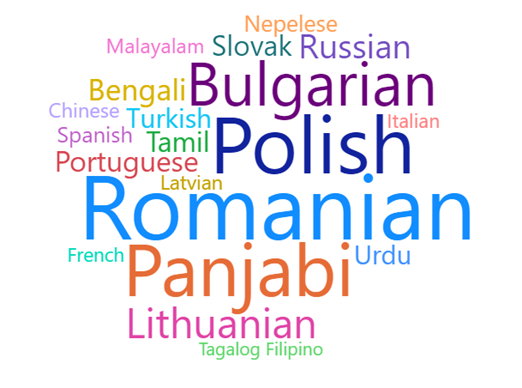 Nepelese
Malayalam Slovak Russian
Bengali Bulgarian
Chinese Turkish Italian
Spanish Tamil Polish
Portuguese
Latvian
Romanian
French Panjabi Urdu
Lithuanian
Tagalog Filipino